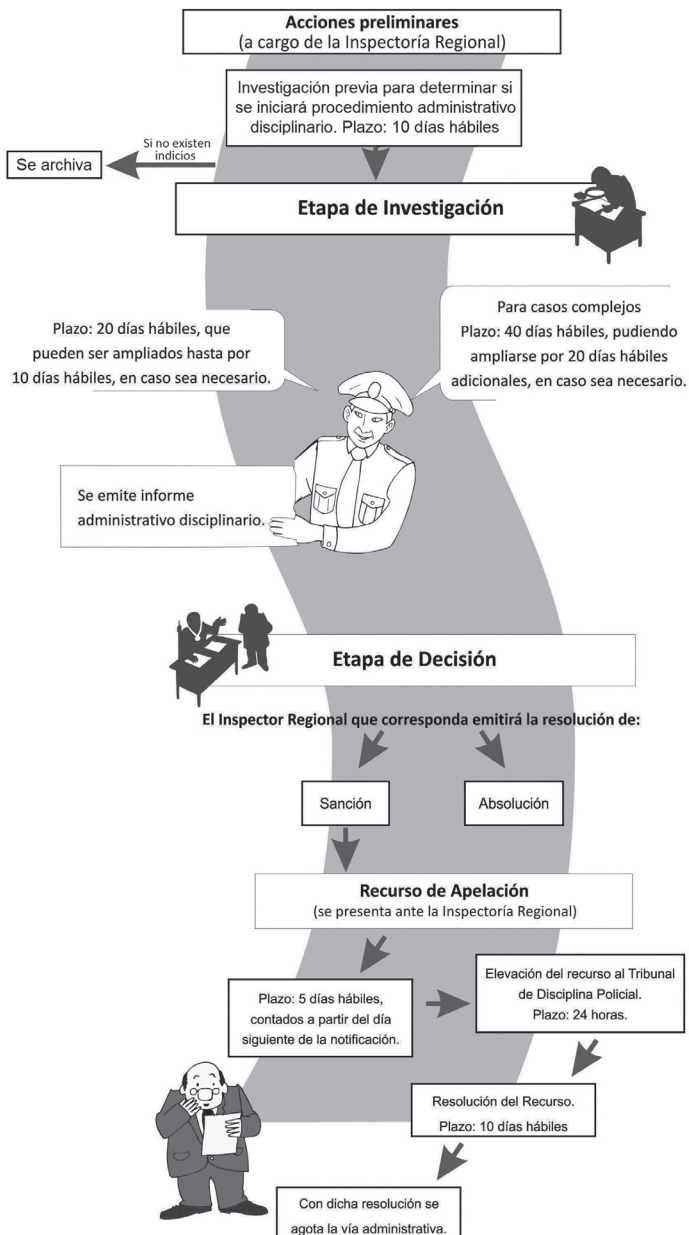 Acciones preliminares
(a cargo de la Inspectoría Regional)
Investigación previa para determinar si
se iniciará procedimiento administrativo
disciplinario. Plazo: 10 días hábiles
Si no existen
indicios
Se archiva
Etapa de Investigación
Plazo: 20 días hábiles, que
pueden ser ampliados hasta por
10 días hábiles, en caso sea necesario.
Para casos complejos
Plazo: 40 días hábiles, pudiendo
ampliarse por 20 días hábiles
adicionales, en caso sea necesario.
Se emite informe
administrativo disciplinario.
Etapa de Decisión
El Inspector Regional que corresponda emitirá la resolución de:
Sanción
Absolución
Recurso de Apelación
(se presenta ante la Inspectoría Regional)
Plazo: 5 días hábiles,
contados a partir del día
siguiente de la notificación.
Elevación del recurso al Tribunal
de Disciplina Policial.
Plazo: 24 horas.
Resolución del Recurso.
Plazo: 10 días hábiles
Con dicha resolución se
agota la vía administrativa.